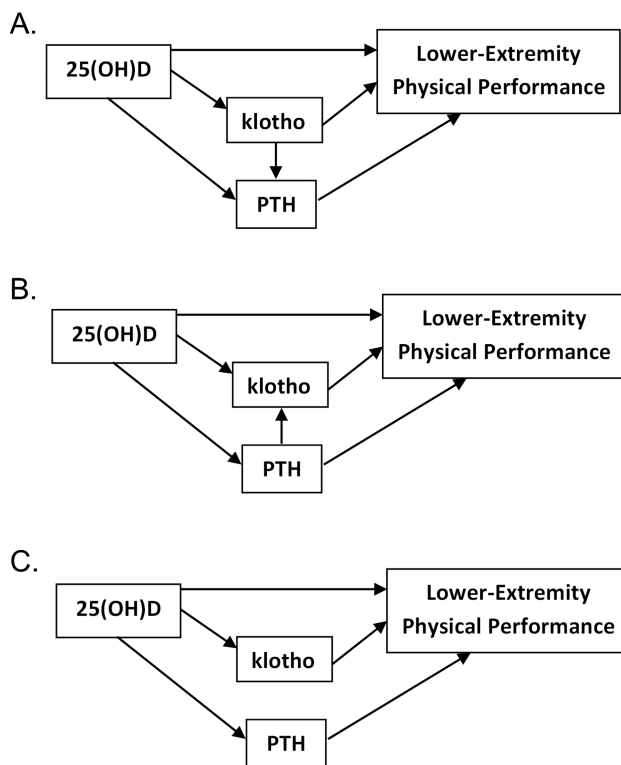 A.
25(OH)D
Lower-Extremity
Physical Performance
klotho
PTH
B.
25(OH)D
Lower-Extremity
Physical Performance
klotho
PTH
C.
25(OH)D
Lower-Extremity
Physical Performance
klotho
PTH